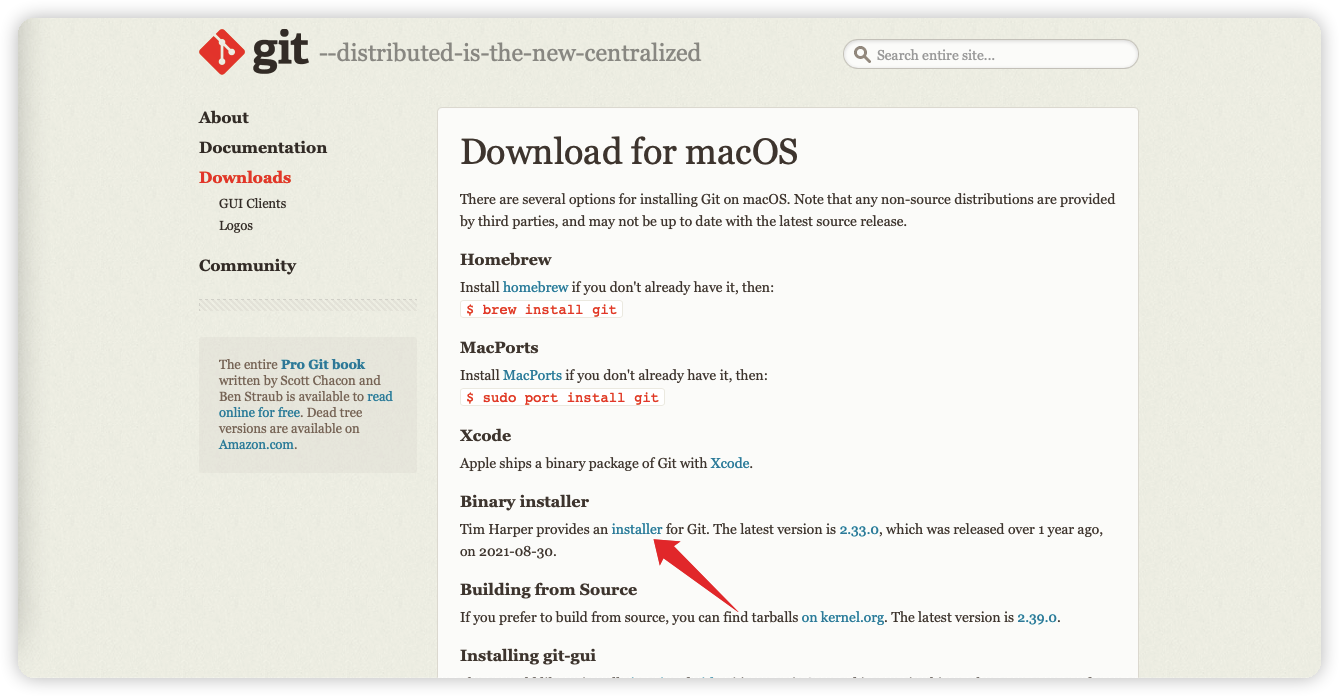 git --distributed-is-the-new-centralized
Search entire site...
About
Documentation
Downloads
GUI Clients
Logos
Community
The entire Pro Git book
written by Scott Chacon and
Ben Straub is available to read
online for free. Dead tree
versions are available on
Amazon.com.
Download for macOS
There are several options for installing Git on macOS. Note that any non-source distributions are provided
by third parties, and may not be up to date with the latest source release.
Homebrew
Install homebrew if you don't already have it, then:
$ brew install git
MacPorts
Install MacPorts if you don't already have it, then:
$ sudo port install git
Xcode
Apple ships a binary package of Git with Xcode.
Binary installer
Tim Harper provides an installer for Git. The latest version is 2.33.0, which was released over 1 year ago,
on 2021-08-30.
Building from Source
If you prefer to build from source, you can find tarballs on kernel.org. The latest version is 2.39.0.
Installing git-gui